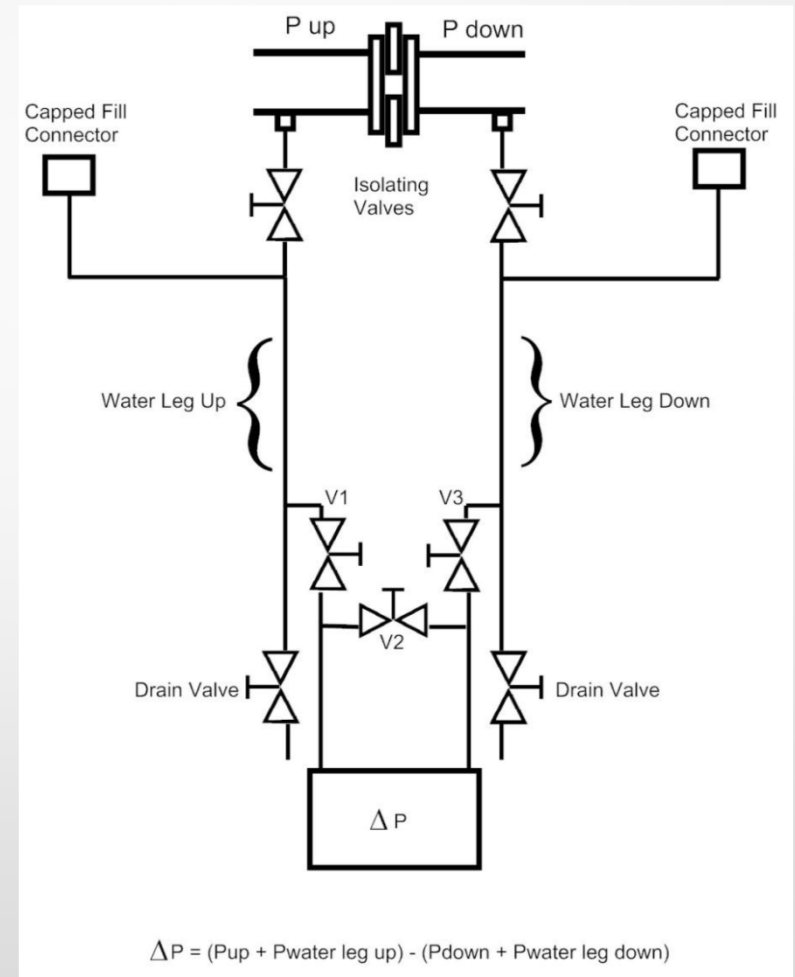 P up
P down
Capped Fill
Connector
Capped Fill
Connector
Isolating
Valves
Water Leg Up
Water Leg Down
V1
V3
V2
Drain Valve
Drain Valve
Δ P
ΔP = (Pup + Pwater leg up) - (Pdown + Pwater leg down)